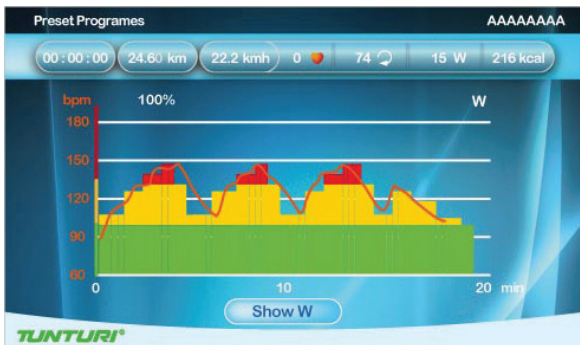 Preset Programes AAAAAAAA
00:00:00 24.60 km 22.2 kmh 0 74 15 W 216 kcal
bpm 100% W
180
150
120
90
60
0 10 20 min
Show W
TUNTURI®